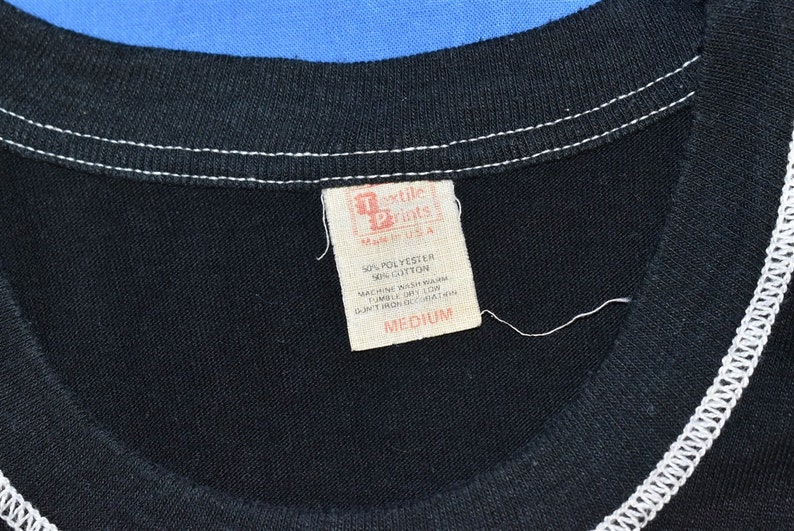 Textile
Prints
Made in U.S.A
50% POLYESTER
50% COTTON
MACHINE WASH WARM
TUMBLE DRY LOW
DON'T IRON DECORATION
MEDIUM